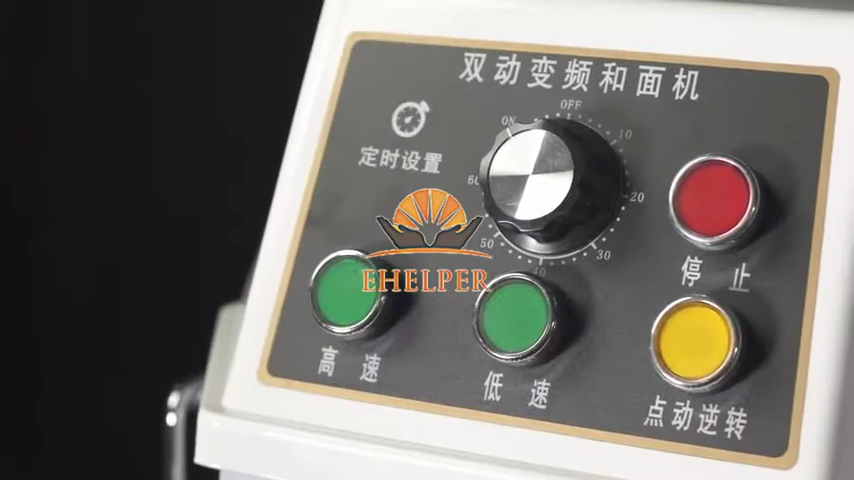 双动变频和面机
OFF
ON
10
定时设置
60
20
50
30
40
EHELPER
停止
高速
低速
点动逆转